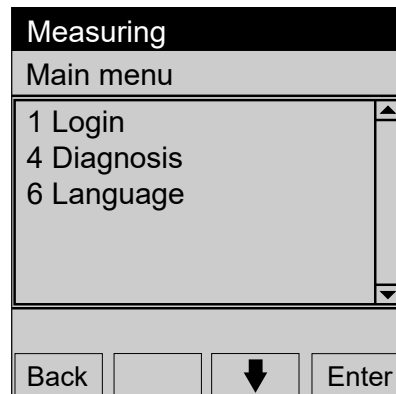 Measuring
Main menu
1 Login
4 Diagnosis
6 Language
Back Enter